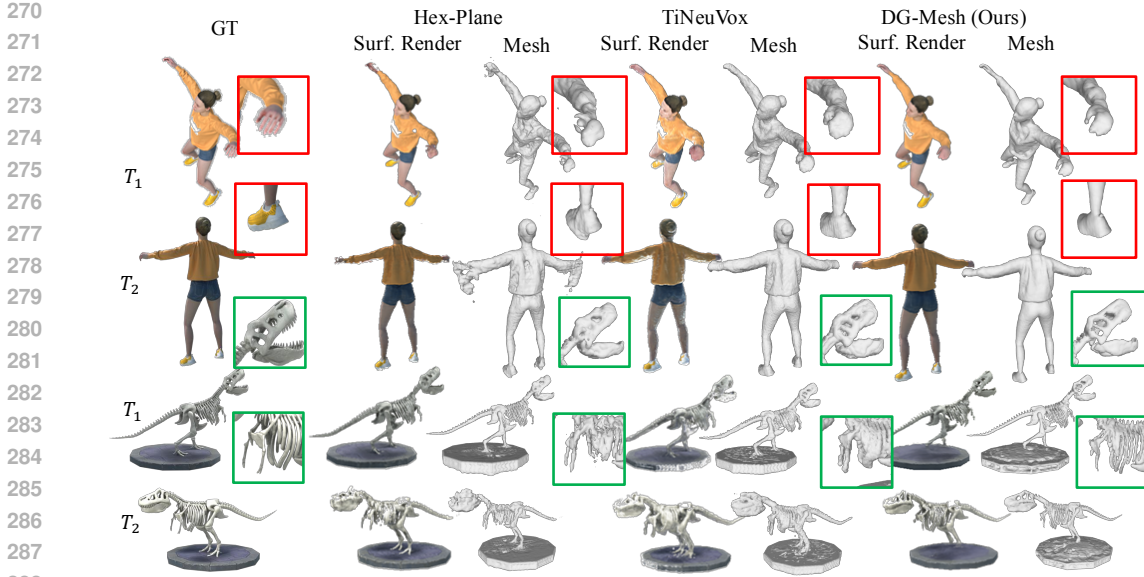 270
271
272
273
274
275
276
277
278
279
280
281
282
283
284
285
286
287
GT
Hex-Plane
TiNeuVox
DG-Mesh (Ours)
Surf. Render
Mesh
Surf. Render
Mesh
Surf. Render
Mesh
T₁
T₂
T₁
T₂